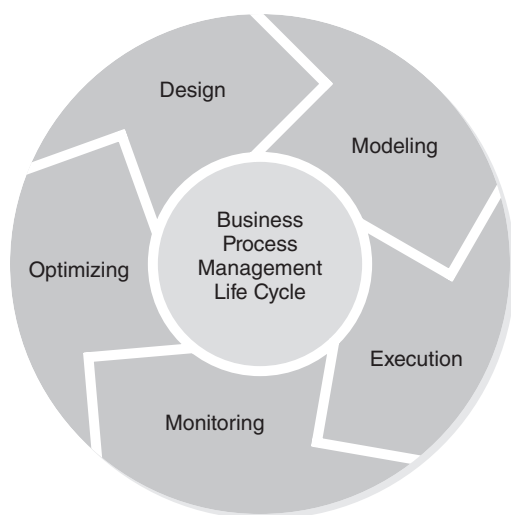 Design
Modeling
Business
Process
Management
Life Cycle
Optimizing
Execution
Monitoring